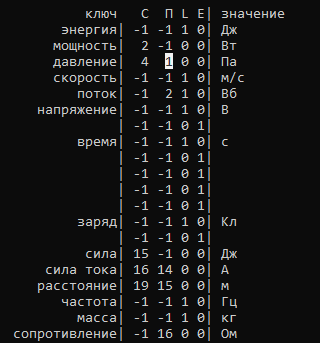 ключ С П L E| значение
энергия| -1 -1 1 0| Дж
мощность| 2 -1 0 0| Вт
давление| 4 1 0 0| Па
скорость| -1 -1 1 0| м/с
поток| -1 2 1 0| Вб
напряжение| -1 -1 1 0| В
| -1 -1 0 1|
время| -1 -1 1 0| с
| -1 -1 0 1|
| -1 -1 0 1|
| -1 -1 0 1|
| -1 -1 0 1|
заряд| -1 -1 1 0| Кл
| -1 -1 0 1|
сила| 15 -1 0 0| Дж
сила тока| 16 14 0 0| А
расстояние| 19 15 0 0| м
частота| -1 -1 1 0| Гц
масса| -1 -1 1 0| кг
сопротивление| -1 16 0 0| Ом